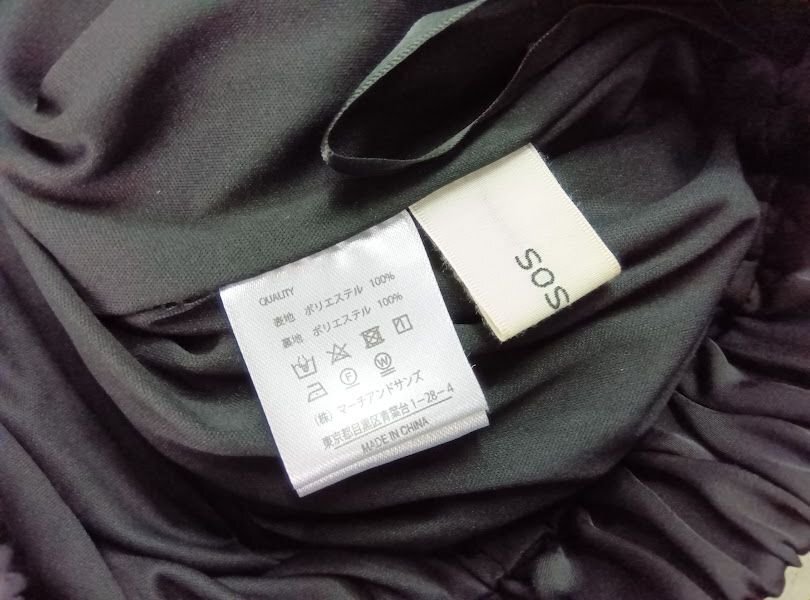 QUALITY
表地 ポリエステル 100%
裏地 ポリエステル 100%
F W
(株) マーチアンドサンズ
東京都目黒区青葉台1-28-4
MADE IN CHINA
SOS